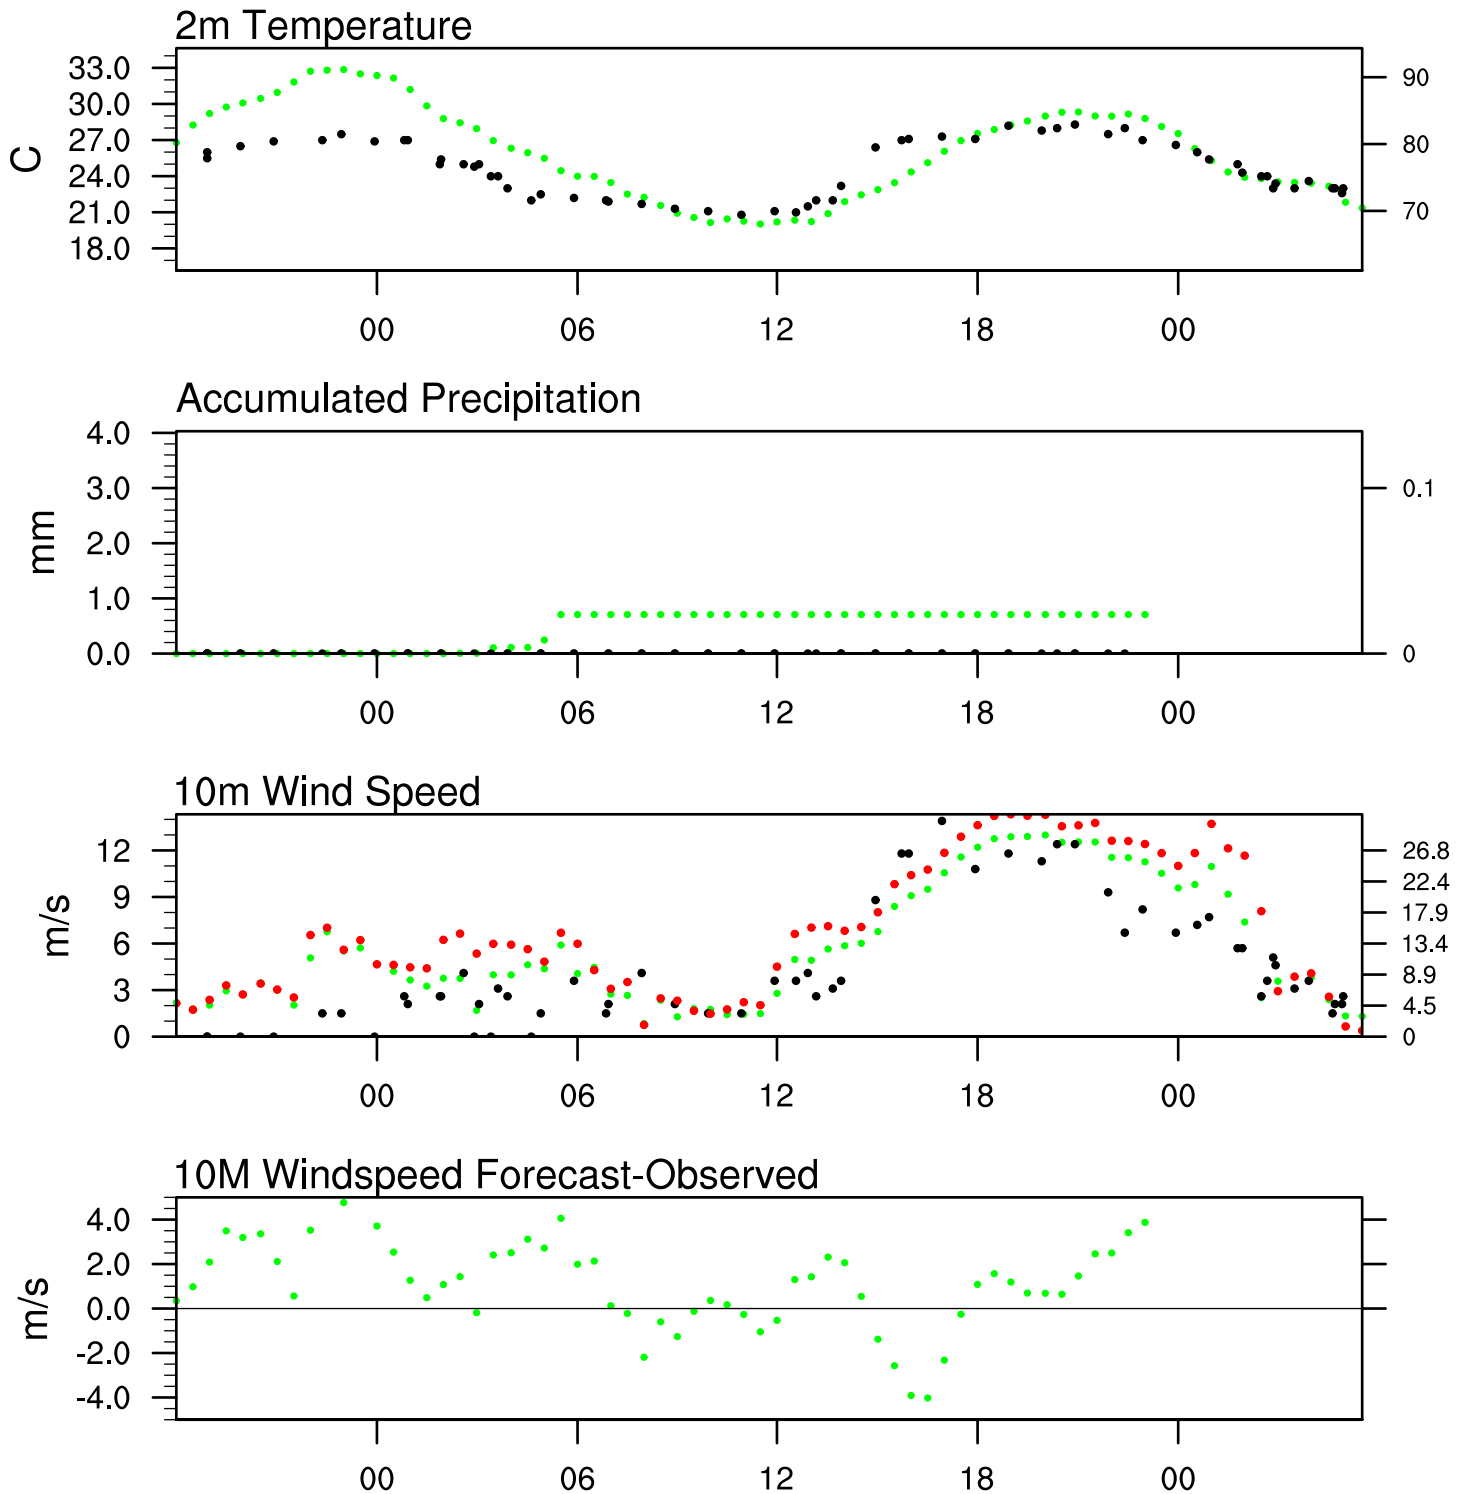 2m Temperature
33.0
30.0
27.0
24.0
21.0
18.0
C
90
80
70
00 06 12 18 00
Accumulated Precipitation
4.0
3.0
2.0
1.0
0.0
mm
0.1
0
00 06 12 18 00
10m Wind Speed
12
9
6
3
0
m/s
26.8
22.4
17.9
13.4
8.9
4.5
0
00 06 12 18 00
10M Windspeed Forecast-Observed
4.0
2.0
0.0
-2.0
-4.0
m/s
00 06 12 18 00